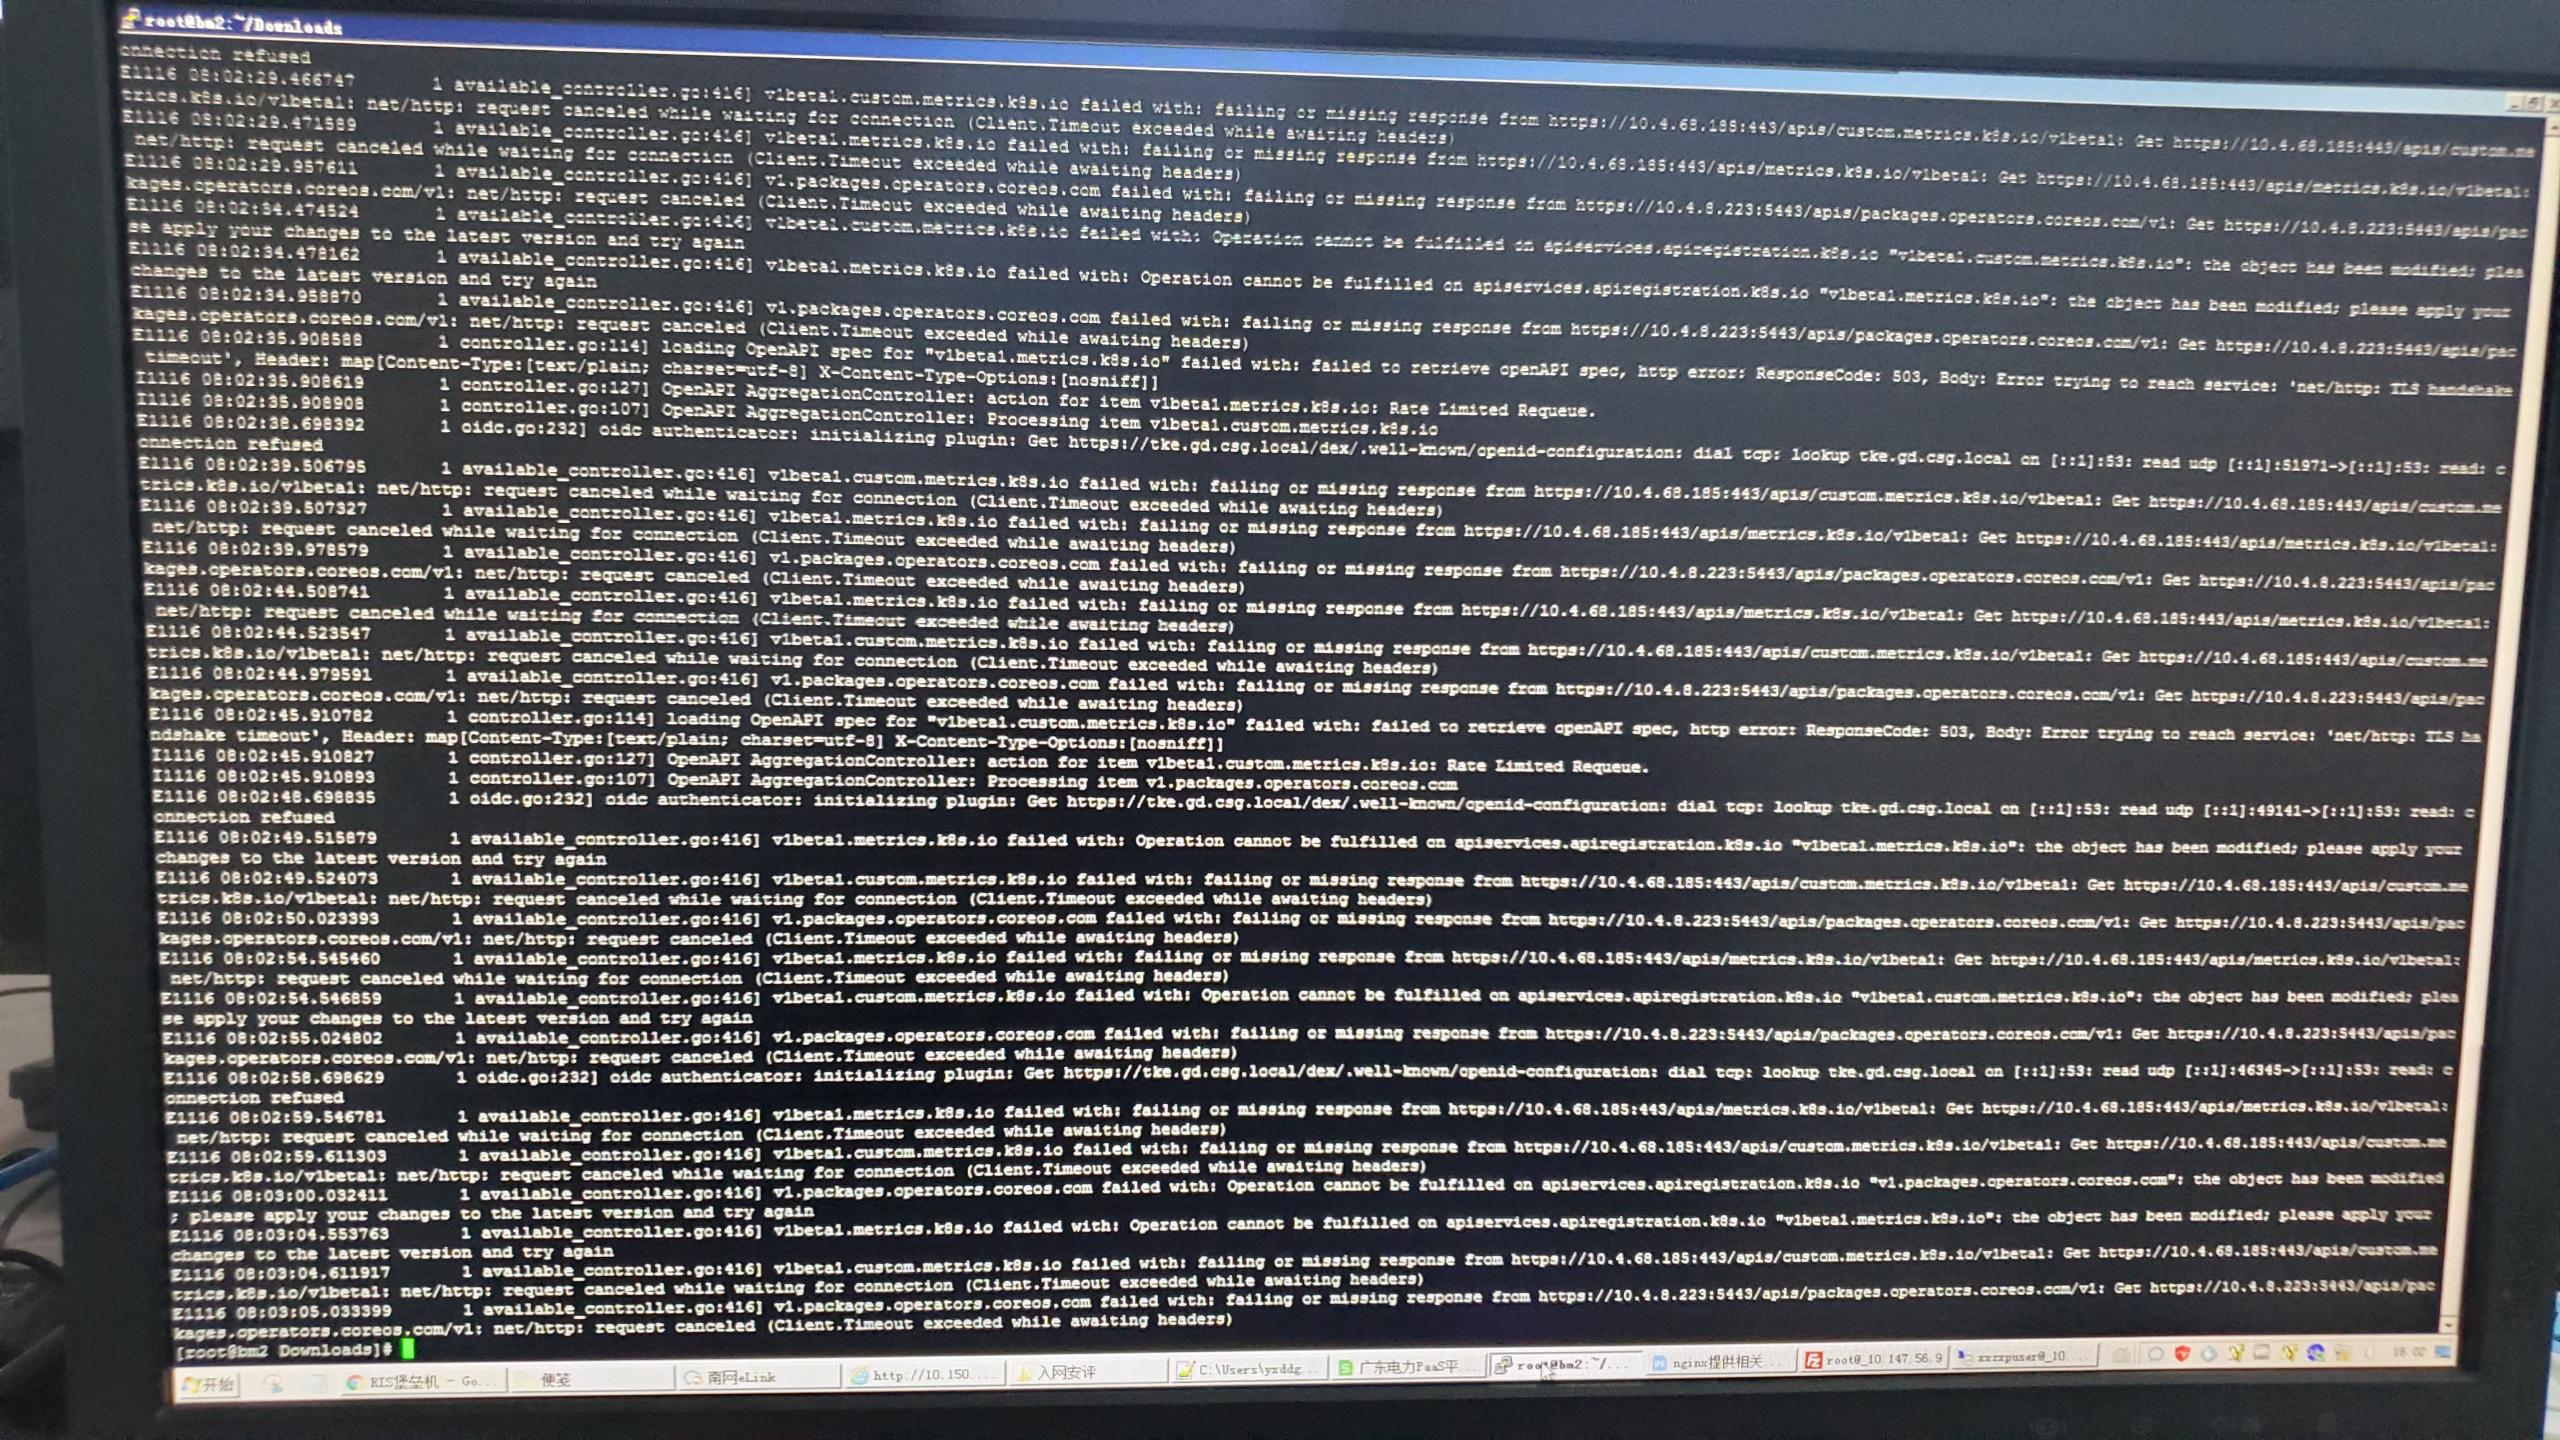 root@bm2:~/Downloads
onnection refused
E1116 08:02:29.466747 1 available_controller.go:416] v1beta1.custom.metrics.k8s.io failed with: failing or missing response from https://10.4.68.185:443/apis/custom.metrics.k8s.io/v1beta1: Get https://10.4.68.185:443/apis/custom.me
trics.k8s.io/v1beta1: net/http: request canceled while waiting for connection (Client.Timeout exceeded while awaiting headers)
E1116 08:02:29.471589 1 available_controller.go:416] v1beta1.metrics.k8s.io failed with: failing or missing response from https://10.4.68.185:443/apis/metrics.k8s.io/v1beta1: Get https://10.4.68.185:443/apis/metrics.k8s.io/v1beta1:
net/http: request canceled while waiting for connection (Client.Timeout exceeded while awaiting headers)
E1116 08:02:29.957611 1 available_controller.go:416] v1.packages.operators.coreos.com failed with: failing or missing response from https://10.4.8.223:5443/apis/packages.operators.coreos.com/v1: Get https://10.4.8.223:5443/apis/pac
kages.operators.coreos.com/v1: net/http: request canceled (Client.Timeout exceeded while awaiting headers)
E1116 08:02:34.474524 1 available_controller.go:416] v1beta1.custom.metrics.k8s.io failed with: Operation cannot be fulfilled on apiservices.apiregistration.k8s.io "v1beta1.custom.metrics.k8s.io": the object has been modified; plea
se apply your changes to the latest version and try again
E1116 08:02:34.478162 1 available_controller.go:416] v1beta1.metrics.k8s.io failed with: Operation cannot be fulfilled on apiservices.apiregistration.k8s.io "v1beta1.metrics.k8s.io": the object has been modified; please apply your
changes to the latest version and try again
E1116 08:02:34.958870 1 available_controller.go:416] v1.packages.operators.coreos.com failed with: failing or missing response from https://10.4.8.223:5443/apis/packages.operators.coreos.com/v1: Get https://10.4.8.223:5443/apis/pac
kages.operators.coreos.com/v1: net/http: request canceled (Client.Timeout exceeded while awaiting headers)
E1116 08:02:35.908588 1 controller.go:114] loading OpenAPI spec for "v1beta1.metrics.k8s.io" failed with: failed to retrieve openAPI spec, http error: ResponseCode: 503, Body: Error trying to reach service: 'net/http: TLS handshake
timeout', Header: map[Content-Type:[text/plain; charset=utf-8] X-Content-Type-Options:[nosniff]]
I1116 08:02:35.908619 1 controller.go:127] OpenAPI AggregationController: action for item v1beta1.metrics.k8s.io: Rate Limited Requeue.
I1116 08:02:35.908908 1 controller.go:107] OpenAPI AggregationController: Processing item v1beta1.custom.metrics.k8s.io
E1116 08:02:38.698392 1 oidc.go:232] oidc authenticator: initializing plugin: Get https://tke.gd.csg.local/dex/.well-known/openid-configuration: dial tcp: lookup tke.gd.csg.local on [::1]:53: read udp [::1]:51971->[::1]:53: read: c
onnection refused
E1116 08:02:39.506795 1 available_controller.go:416] v1beta1.custom.metrics.k8s.io failed with: failing or missing response from https://10.4.68.185:443/apis/custom.metrics.k8s.io/v1beta1: Get https://10.4.68.185:443/apis/custom.me
trics.k8s.io/v1beta1: net/http: request canceled while waiting for connection (Client.Timeout exceeded while awaiting headers)
E1116 08:02:39.507327 1 available_controller.go:416] v1beta1.metrics.k8s.io failed with: failing or missing response from https://10.4.68.185:443/apis/metrics.k8s.io/v1beta1: Get https://10.4.68.185:443/apis/metrics.k8s.io/v1beta1:
net/http: request canceled while waiting for connection (Client.Timeout exceeded while awaiting headers)
E1116 08:02:39.978579 1 available_controller.go:416] v1.packages.operators.coreos.com failed with: failing or missing response from https://10.4.8.223:5443/apis/packages.operators.coreos.com/v1: Get https://10.4.8.223:5443/apis/pac
kages.operators.coreos.com/v1: net/http: request canceled (Client.Timeout exceeded while awaiting headers)
E1116 08:02:44.508741 1 available_controller.go:416] v1beta1.metrics.k8s.io failed with: failing or missing response from https://10.4.68.185:443/apis/metrics.k8s.io/v1beta1: Get https://10.4.68.185:443/apis/metrics.k8s.io/v1beta1:
net/http: request canceled while waiting for connection (Client.Timeout exceeded while awaiting headers)
E1116 08:02:44.523547 1 available_controller.go:416] v1beta1.custom.metrics.k8s.io failed with: failing or missing response from https://10.4.68.185:443/apis/custom.metrics.k8s.io/v1beta1: Get https://10.4.68.185:443/apis/custom.me
trics.k8s.io/v1beta1: net/http: request canceled while waiting for connection (Client.Timeout exceeded while awaiting headers)
E1116 08:02:44.979591 1 available_controller.go:416] v1.packages.operators.coreos.com failed with: failing or missing response from https://10.4.8.223:5443/apis/packages.operators.coreos.com/v1: Get https://10.4.8.223:5443/apis/pac
kages.operators.coreos.com/v1: net/http: request canceled (Client.Timeout exceeded while awaiting headers)
E1116 08:02:45.910782 1 controller.go:114] loading OpenAPI spec for "v1beta1.custom.metrics.k8s.io" failed with: failed to retrieve openAPI spec, http error: ResponseCode: 503, Body: Error trying to reach service: 'net/http: TLS ha
ndshake timeout', Header: map[Content-Type:[text/plain; charset=utf-8] X-Content-Type-Options:[nosniff]]
I1116 08:02:45.910827 1 controller.go:127] OpenAPI AggregationController: action for item v1beta1.custom.metrics.k8s.io: Rate Limited Requeue.
I1116 08:02:45.910893 1 controller.go:107] OpenAPI AggregationController: Processing item v1.packages.operators.coreos.com
E1116 08:02:48.698835 1 oidc.go:232] oidc authenticator: initializing plugin: Get https://tke.gd.csg.local/dex/.well-known/openid-configuration: dial tcp: lookup tke.gd.csg.local on [::1]:53: read udp [::1]:49141->[::1]:53: read: c
onnection refused
E1116 08:02:49.515879 1 available_controller.go:416] v1beta1.metrics.k8s.io failed with: Operation cannot be fulfilled on apiservices.apiregistration.k8s.io "v1beta1.metrics.k8s.io": the object has been modified; please apply your
changes to the latest version and try again
E1116 08:02:49.524073 1 available_controller.go:416] v1beta1.custom.metrics.k8s.io failed with: failing or missing response from https://10.4.68.185:443/apis/custom.metrics.k8s.io/v1beta1: Get https://10.4.68.185:443/apis/custom.me
trics.k8s.io/v1beta1: net/http: request canceled while waiting for connection (Client.Timeout exceeded while awaiting headers)
E1116 08:02:50.023393 1 available_controller.go:416] v1.packages.operators.coreos.com failed with: failing or missing response from https://10.4.8.223:5443/apis/packages.operators.coreos.com/v1: Get https://10.4.8.223:5443/apis/pac
kages.operators.coreos.com/v1: net/http: request canceled (Client.Timeout exceeded while awaiting headers)
E1116 08:02:54.545460 1 available_controller.go:416] v1beta1.metrics.k8s.io failed with: failing or missing response from https://10.4.68.185:443/apis/metrics.k8s.io/v1beta1: Get https://10.4.68.185:443/apis/metrics.k8s.io/v1beta1:
net/http: request canceled while waiting for connection (Client.Timeout exceeded while awaiting headers)
E1116 08:02:54.546859 1 available_controller.go:416] v1beta1.custom.metrics.k8s.io failed with: Operation cannot be fulfilled on apiservices.apiregistration.k8s.io "v1beta1.custom.metrics.k8s.io": the object has been modified; plea
se apply your changes to the latest version and try again
E1116 08:02:55.024802 1 available_controller.go:416] v1.packages.operators.coreos.com failed with: failing or missing response from https://10.4.8.223:5443/apis/packages.operators.coreos.com/v1: Get https://10.4.8.223:5443/apis/pac
kages.operators.coreos.com/v1: net/http: request canceled (Client.Timeout exceeded while awaiting headers)
E1116 08:02:58.698629 1 oidc.go:232] oidc authenticator: initializing plugin: Get https://tke.gd.csg.local/dex/.well-known/openid-configuration: dial tcp: lookup tke.gd.csg.local on [::1]:53: read udp [::1]:46345->[::1]:53: read: c
onnection refused
E1116 08:02:59.546781 1 available_controller.go:416] v1beta1.metrics.k8s.io failed with: failing or missing response from https://10.4.68.185:443/apis/metrics.k8s.io/v1beta1: Get https://10.4.68.185:443/apis/metrics.k8s.io/v1beta1:
net/http: request canceled while waiting for connection (Client.Timeout exceeded while awaiting headers)
E1116 08:02:59.611303 1 available_controller.go:416] v1beta1.custom.metrics.k8s.io failed with: failing or missing response from https://10.4.68.185:443/apis/custom.metrics.k8s.io/v1beta1: Get https://10.4.68.185:443/apis/custom.me
trics.k8s.io/v1beta1: net/http: request canceled while waiting for connection (Client.Timeout exceeded while awaiting headers)
E1116 08:03:00.032411 1 available_controller.go:416] v1.packages.operators.coreos.com failed with: Operation cannot be fulfilled on apiservices.apiregistration.k8s.io "v1.packages.operators.coreos.com": the object has been modified
; please apply your changes to the latest version and try again
E1116 08:03:04.553763 1 available_controller.go:416] v1beta1.metrics.k8s.io failed with: Operation cannot be fulfilled on apiservices.apiregistration.k8s.io "v1beta1.metrics.k8s.io": the object has been modified; please apply your
changes to the latest version and try again
E1116 08:03:04.611917 1 available_controller.go:416] v1beta1.custom.metrics.k8s.io failed with: failing or missing response from https://10.4.68.185:443/apis/custom.metrics.k8s.io/v1beta1: Get https://10.4.68.185:443/apis/custom.me
trics.k8s.io/v1beta1: net/http: request canceled while waiting for connection (Client.Timeout exceeded while awaiting headers)
E1116 08:03:05.033399 1 available_controller.go:416] v1.packages.operators.coreos.com failed with: failing or missing response from https://10.4.8.223:5443/apis/packages.operators.coreos.com/v1: Get https://10.4.8.223:5443/apis/pac
kages.operators.coreos.com/v1: net/http: request canceled (Client.Timeout exceeded while awaiting headers)
[root@bm2 Downloads]#
开始 RIS堡垒机 - Go... 便笺 南网eLink http://10.150.... 入网安评 C:\Users\yxddg... 广东电力PaaS平... root@bm2:~/... nginx提供相关... root@_10.147.56.9 xxzxpuser@_10.... 18:02